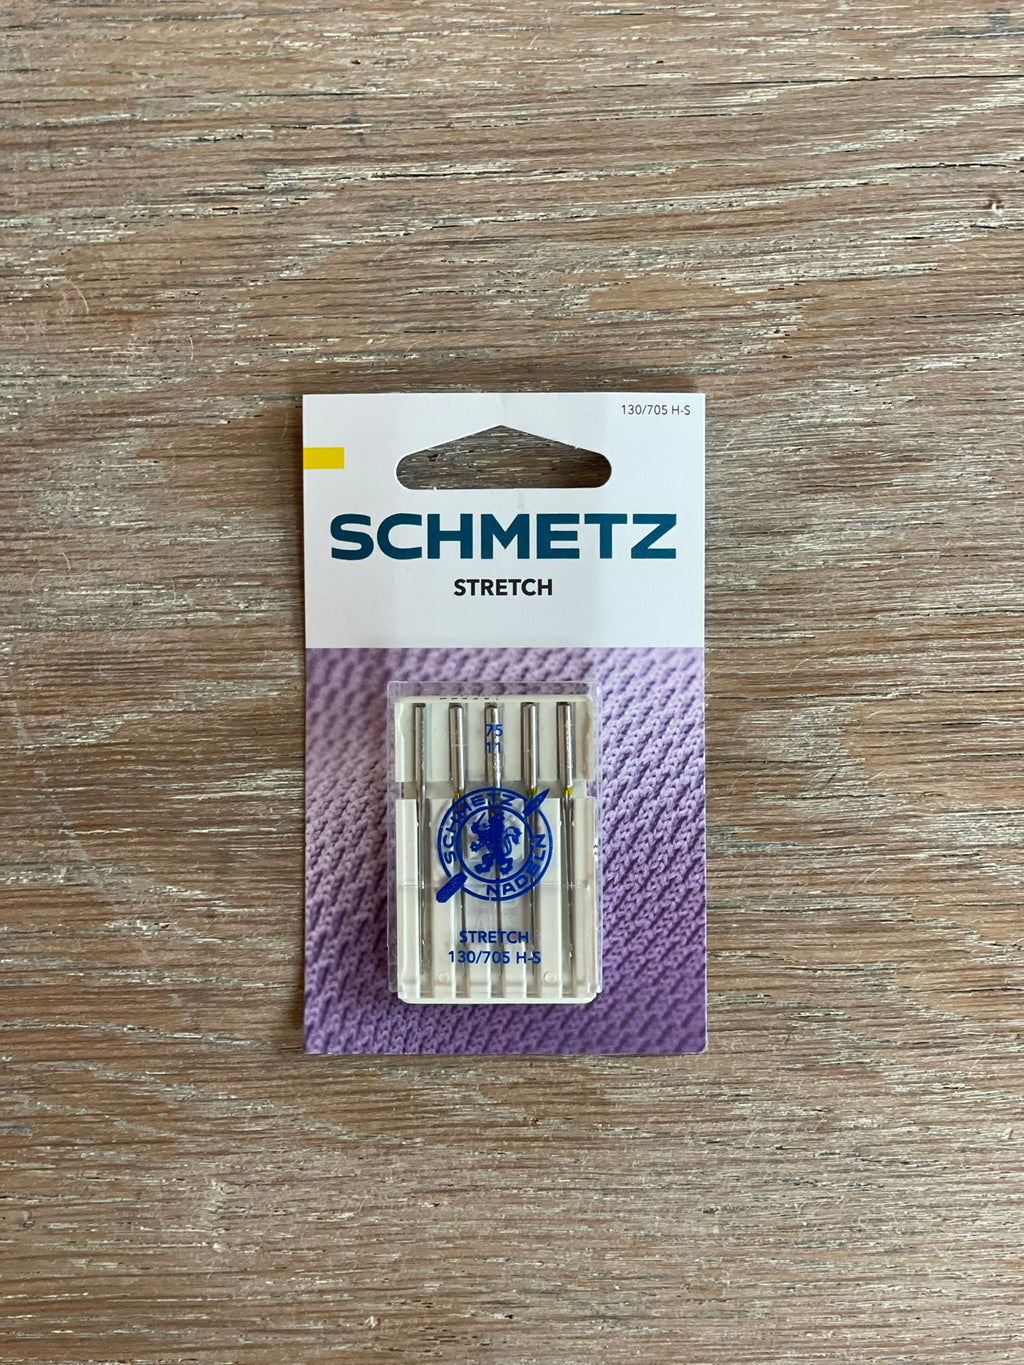 130/705 H-S
SCHMETZ
STRETCH
75
11
SCHMETZ
NADELN
STRETCH
130/705 H-S